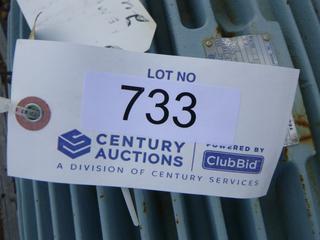 LOT NO
733
CENTURY
AUCTIONS
A DIVISION OF CENTURY SERVICES
POWERED BY
ClubBid